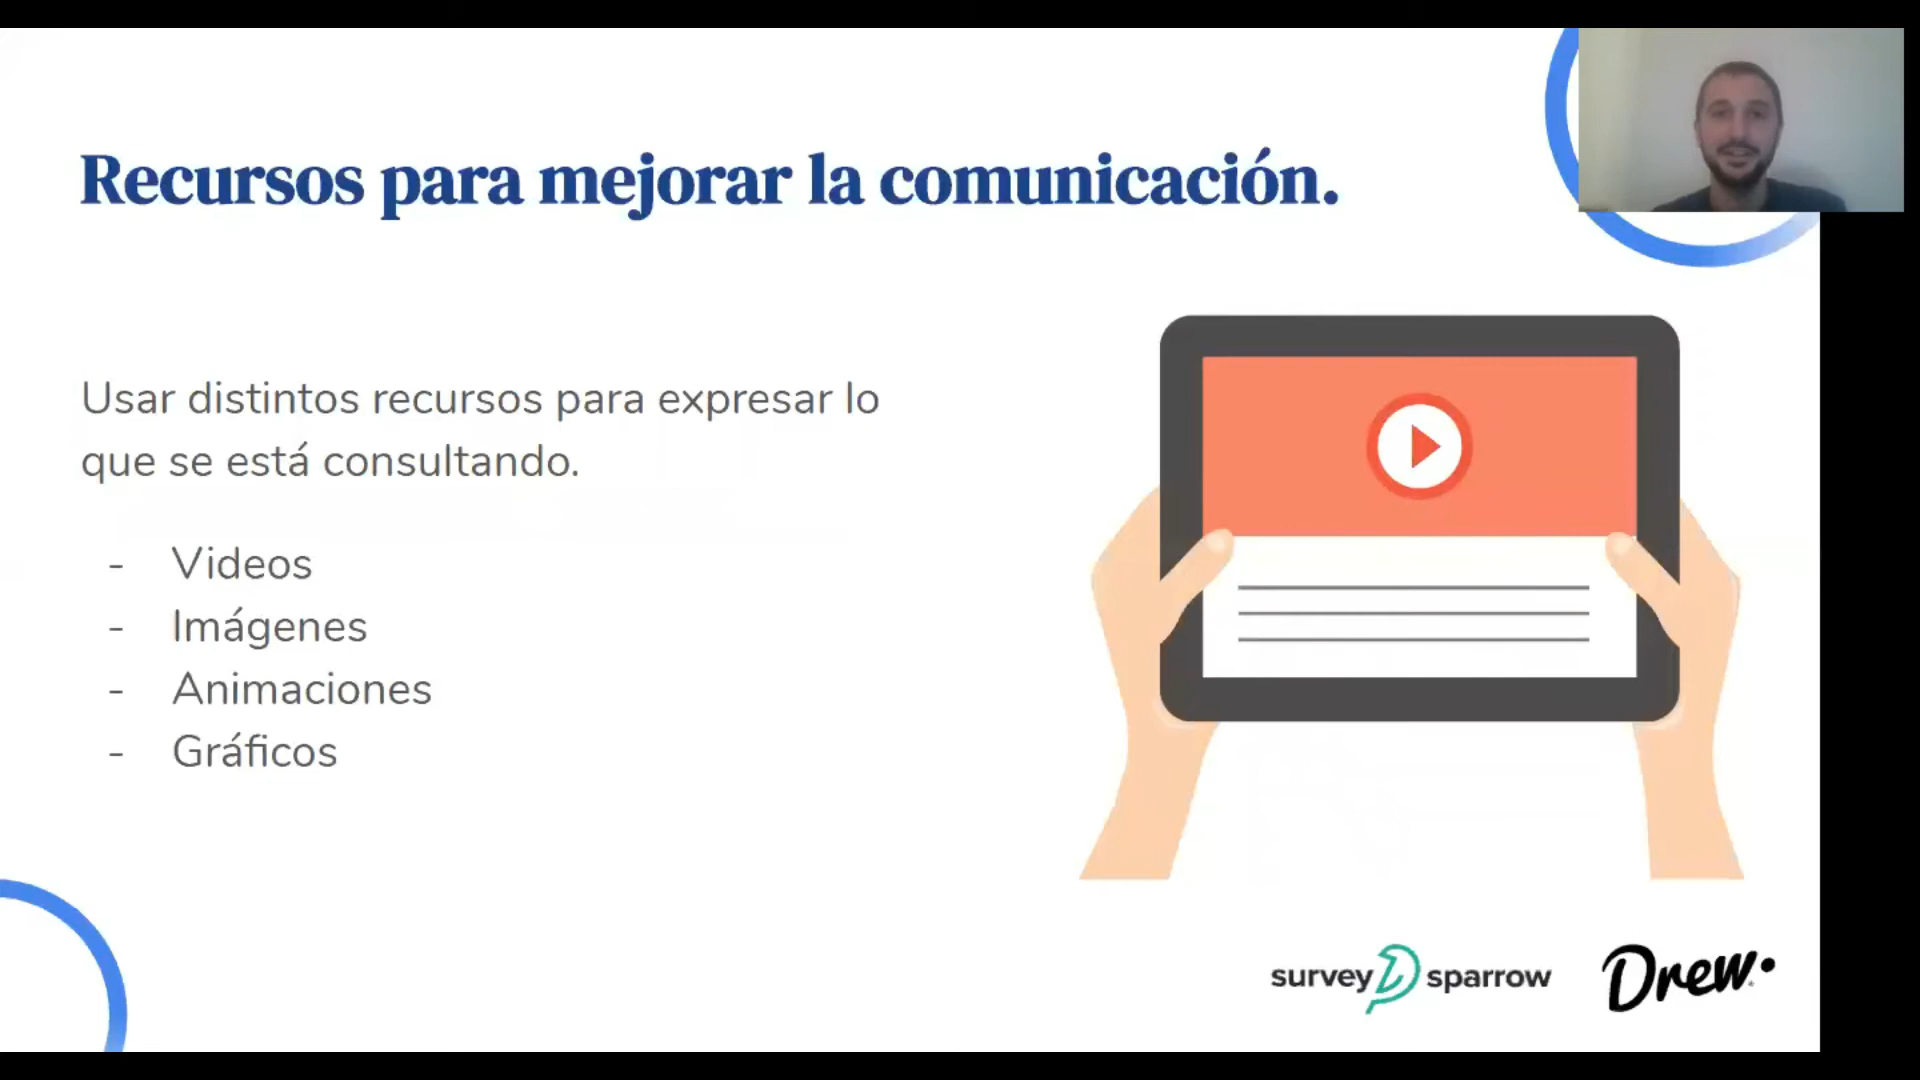 Recursos para mejorar la comunicación.
Usar distintos recursos para expresar lo
que se está consultando.
- Videos
- Imágenes
- Animaciones
- Gráficos
survey sparrow
Drew.